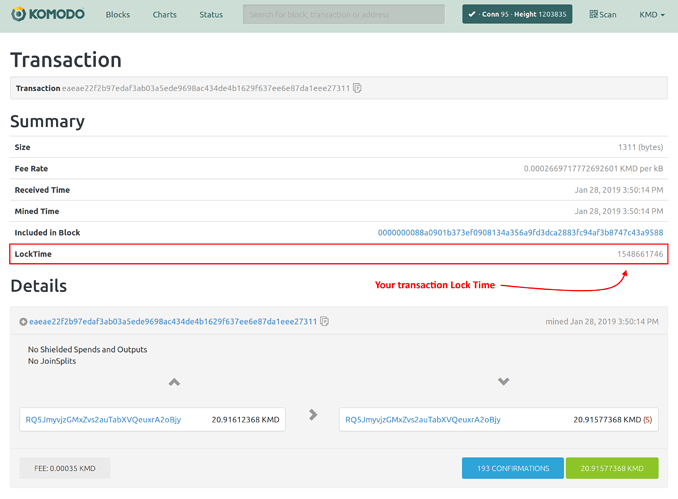 KOMODO Blocks Charts Status Search for block, transaction or address · Conn 95 · Height 1203835 Scan KMD
Transaction
Transaction eaeae22f2b97edaf3ab03a5ede9698ac434de4b1629f637ee6e87da1eee27311
Summary
Size 1311 (bytes)
Fee Rate 0.0002669717772692601 KMD per kB
Received Time Jan 28, 2019 3:50:14 PM
Mined Time Jan 28, 2019 3:50:14 PM
Included in Block 0000000088a0901b373ef0908134a356a9fd3dca2883fc94af3b8747c43a9588
LockTime 1548661746
Details
Your transaction Lock Time
eaeae22f2b97edaf3ab03a5ede9698ac434de4b1629f637ee6e87da1eee27311 mined Jan 28, 2019 3:50:14 PM
No Shielded Spends and Outputs
No JoinSplits
RQ5JmyvjzGMxZvs2auTabXVQeuxrA2oBjy 20.91612368 KMD RQ5JmyvjzGMxZvs2auTabXVQeuxrA2oBjy 20.91577368 KMD (S)
FEE: 0.00035 KMD 193 CONFIRMATIONS 20.91577368 KMD